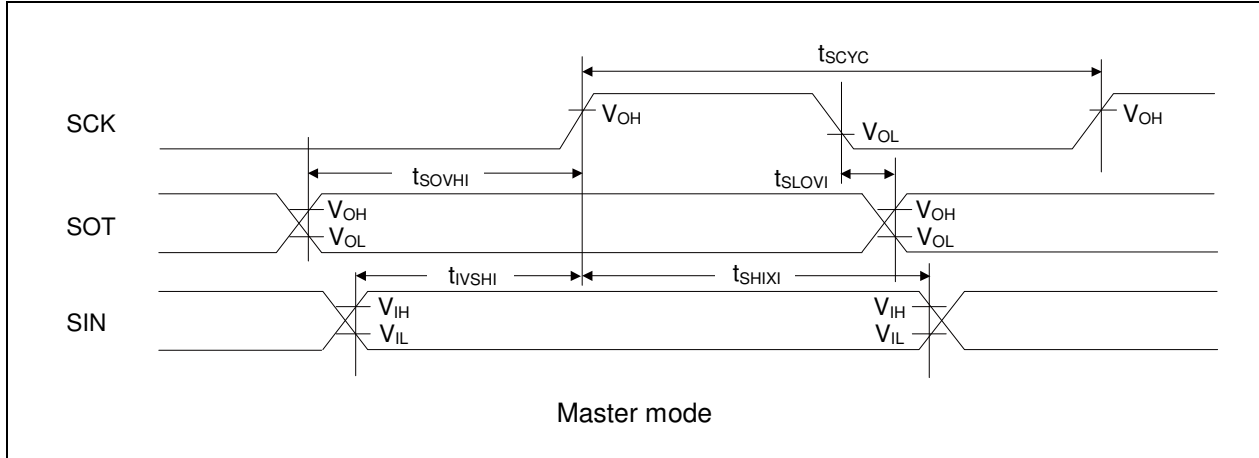 tSCYC
SCK
VOH
VOL
VOH
tSOVHI
tSLOVI
SOT
VOH
VOL
VOH
VOL
tIVSHI
tSHIXI
SIN
VIH
VIL
VIH
VIL
Master mode